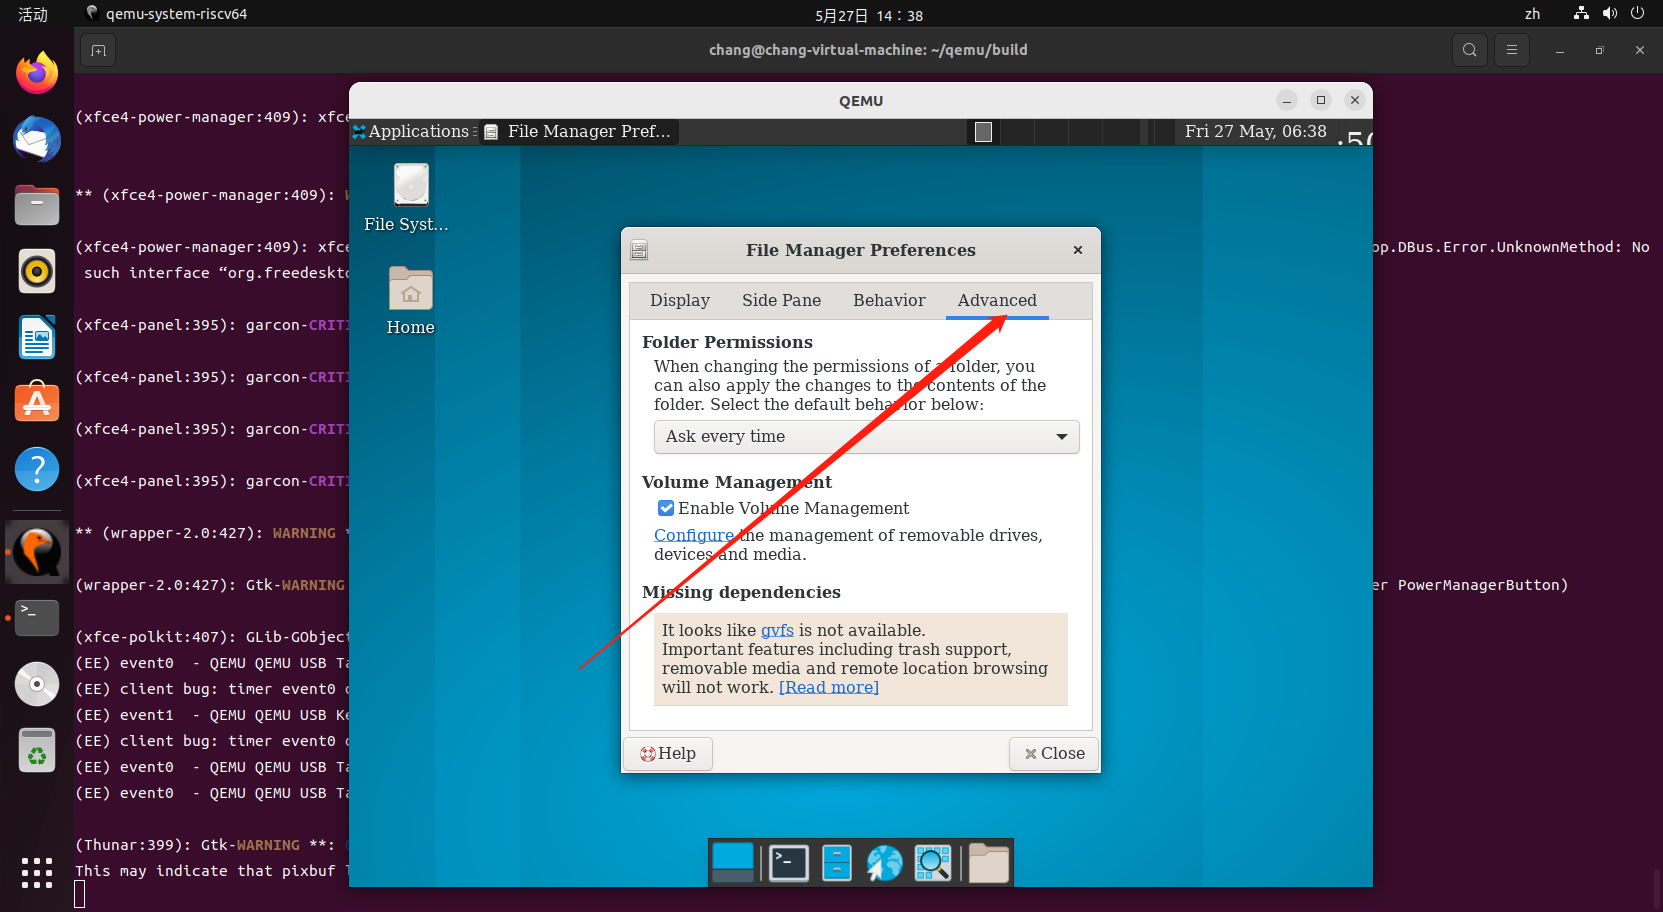 活动
qemu-system-riscv64
5月27日 14：38
zh
chang@chang-virtual-machine: ~/qemu/build
QEMU
Applications
File Manager Pref...
Fri 27 May, 06:38
File Syst...
Home
File Manager Preferences
Display Side Pane Behavior Advanced
Folder Permissions
When changing the permissions of a folder, you
can also apply the changes to the contents of the
folder. Select the default behavior below:
Ask every time
Volume Management
Enable Volume Management
Configure the management of removable drives,
devices and media.
Missing dependencies
It looks like gvfs is not available.
Important features including trash support,
removable media and remote location browsing
will not work. [Read more]
Help
Close
(xfce4-power-manager:409): xfce
** (xfce4-power-manager:409):
(xfce4-power-manager:409): xfce
op.DBus.Error.UnknownMethod: No
such interface “org.freedeskto
(xfce4-panel:395): garcon-CRITI
(xfce4-panel:395): garcon-CRITI
(xfce4-panel:395): garcon-CRITI
(xfce4-panel:395): garcon-CRITI
** (wrapper-2.0:427): WARNING *
(wrapper-2.0:427): Gtk-WARNING
er PowerManagerButton)
(xfce-polkit:407): GLib-GObject
(EE) event0 - QEMU QEMU USB Ta
(EE) client bug: timer event0
(EE) event1 - QEMU QEMU USB Ke
(EE) client bug: timer event0
(EE) event0 - QEMU QEMU USB Ta
(EE) event0 - QEMU QEMU USB Ta
(Thunar:399): Gtk-WARNING **:
This may indicate that pixbuf